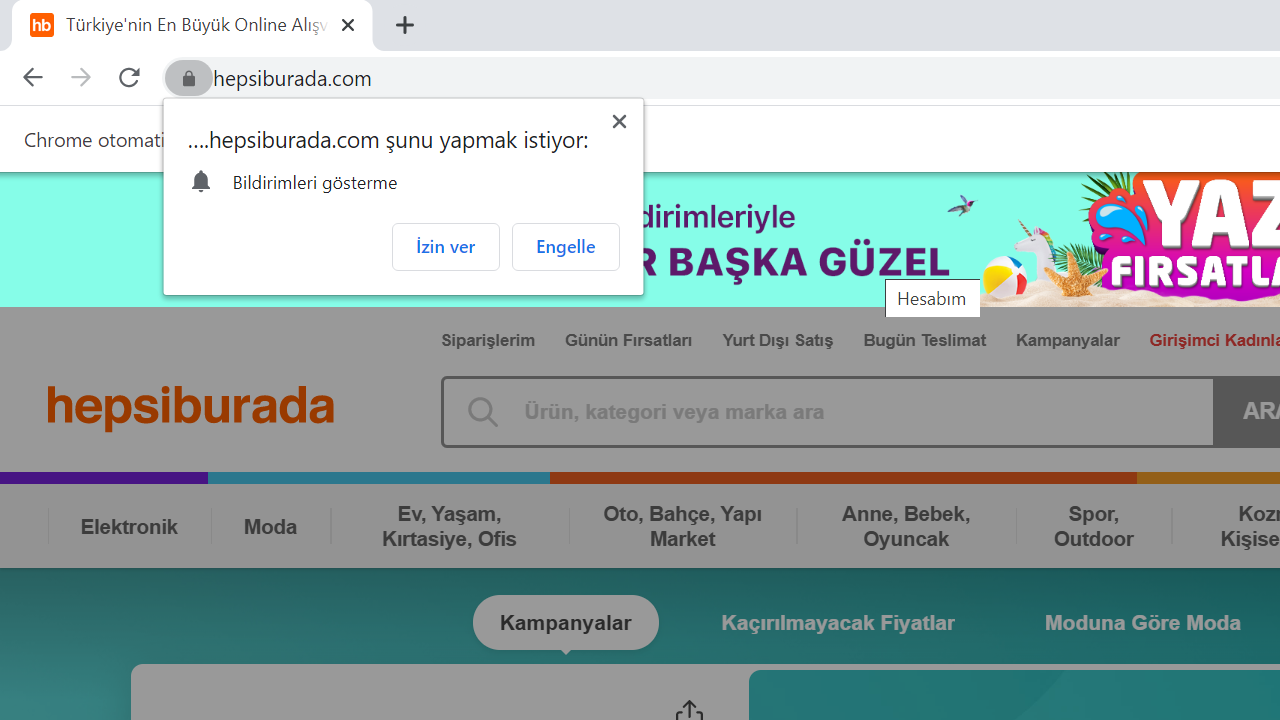 hb Türkiye'nin En Büyük Online Alışv
hepsiburada.com
Chrome otomati
....hepsiburada.com şunu yapmak istiyor:
Bildirimleri gösterme
İzin ver
Engelle
dirimleriyle
R BAŞKA GÜZEL
YAZ
FIRSATLA
Hesabım
Siparişlerim
Günün Fırsatları
Yurt Dışı Satış
Bugün Teslimat
Kampanyalar
Girişimci Kadınla
hepsiburada
Ürün, kategori veya marka ara
ARA
Elektronik
Moda
Ev, Yaşam,
Kırtasiye, Ofis
Oto, Bahçe, Yapı
Market
Anne, Bebek,
Oyuncak
Spor,
Outdoor
Kozm
Kişise
Kampanyalar
Kaçırılmayacak Fiyatlar
Moduna Göre Moda